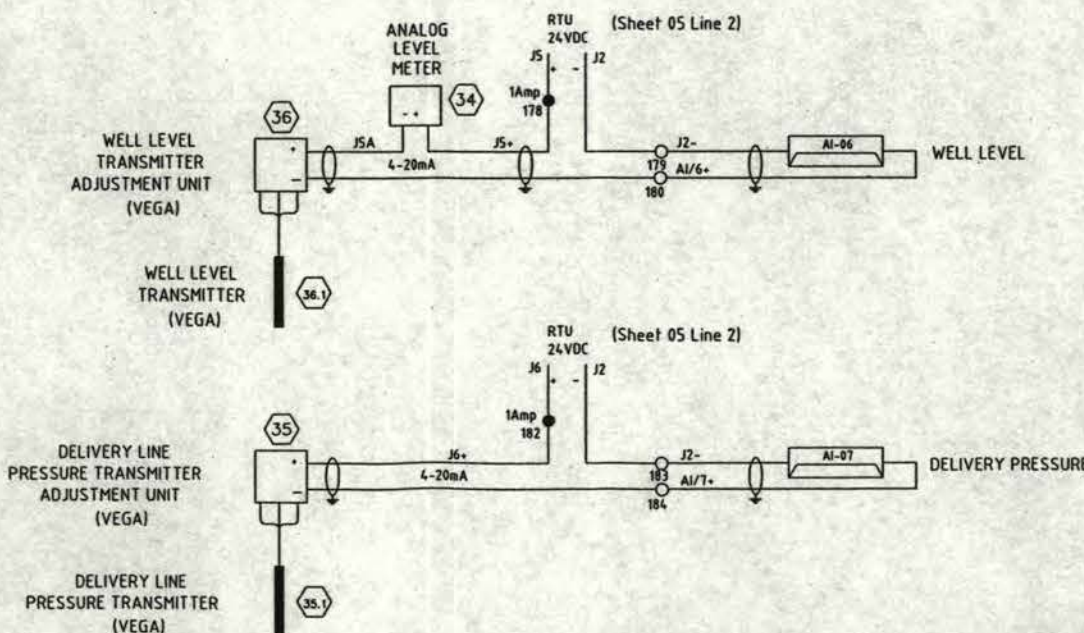 ANALOG
LEVEL
METER
- +
34
RTU
24VDC
(Sheet 05 Line 2)
J5
+
-
J2
1Amp
178
36
WELL LEVEL
TRANSMITTER
ADJUSTMENT UNIT
(VEGA)
+
-
J5A
4-20mA
J5+
J2-
179
AI/6+
180
AI-06
WELL LEVEL
WELL LEVEL
TRANSMITTER
(VEGA)
36.1
RTU
24VDC
(Sheet 05 Line 2)
J6
+
-
J2
1Amp
182
35
DELIVERY LINE
PRESSURE TRANSMITTER
ADJUSTMENT UNIT
(VEGA)
+
-
J6+
4-20mA
J2-
183
AI/7+
184
AI-07
DELIVERY PRESSURE
DELIVERY LINE
PRESSURE TRANSMITTER
(VEGA)
35.1